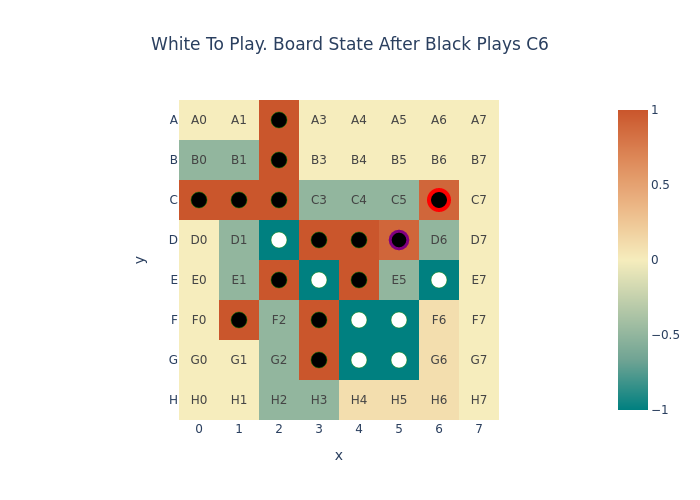 White To Play. Board State After Black Plays C6
A A0 A1 A3 A4 A5 A6 A7
B B0 B1 B3 B4 B5 B6 B7
C C3 C4 C5 C7
D D0 D1 D6 D7
E E0 E1 E5 E7
F F0 F2 F6 F7
G G0 G1 G2 G6 G7
H H0 H1 H2 H3 H4 H5 H6 H7
0 1 2 3 4 5 6 7
x
y
1
0.5
0
−0.5
−1